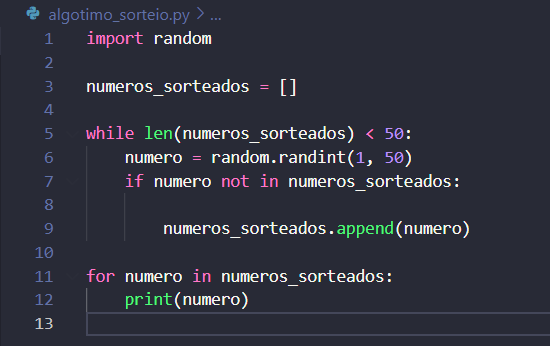 algotimo_sorteio.py > ...
1 import random
2
3 numeros_sorteados = []
4
5 while len(numeros_sorteados) < 50:
6     numero = random.randint(1, 50)
7     if numero not in numeros_sorteados:
8
9         numeros_sorteados.append(numero)
10
11 for numero in numeros_sorteados:
12     print(numero)
13